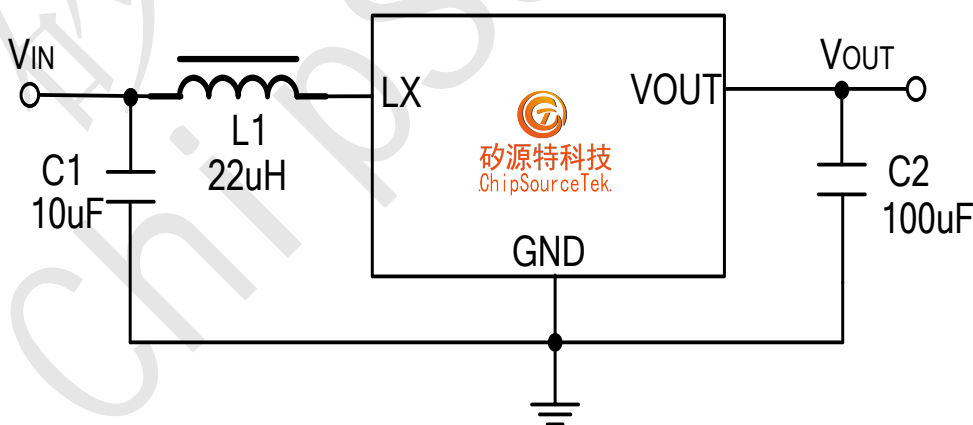 VIN
VOUT
LX
VOUT
L1
22uH
C1
10uF
矽源特科技
ChipSourceTek.
C2
100uF
GND